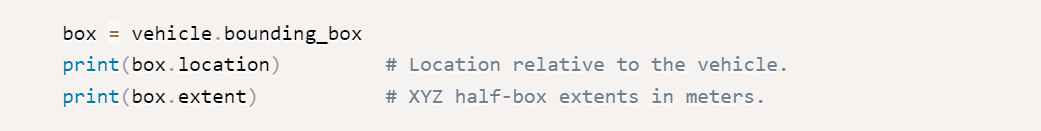 box = vehicle.bounding_box
print(box.location)         # Location relative to the vehicle.
print(box.extent)           # XYZ half-box extents in meters.